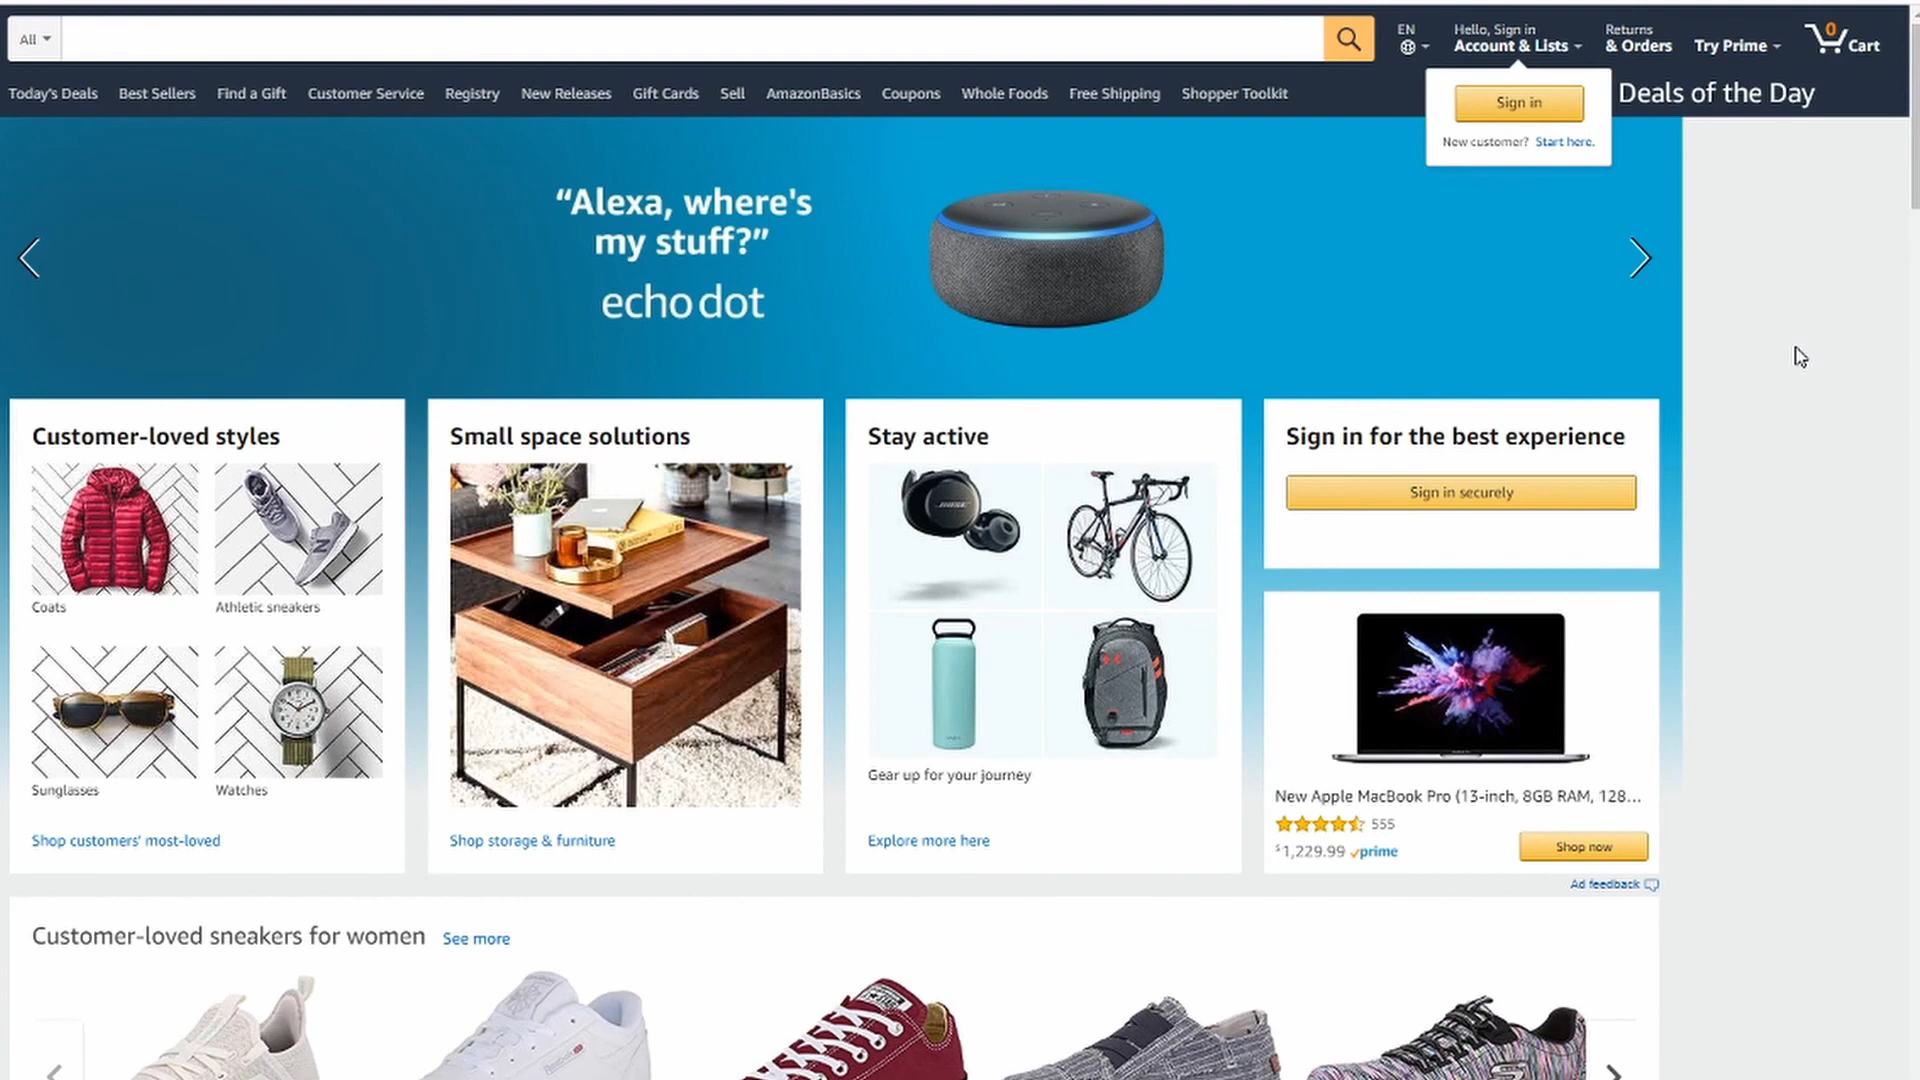 All
EN
Hello, Sign in
Account & Lists
Returns
& Orders
Try Prime
0
Cart
Today's Deals
Best Sellers
Find a Gift
Customer Service
Registry
New Releases
Gift Cards
Sell
AmazonBasics
Coupons
Whole Foods
Free Shipping
Shopper Toolkit
Deals of the Day
Sign in
New customer? Start here.
“Alexa, where's
my stuff?”
echo dot
Customer-loved styles
Coats
Athletic sneakers
Sunglasses
Watches
Shop customers' most-loved
Small space solutions
Shop storage & furniture
Stay active
BOSE
Gear up for your journey
Explore more here
Sign in for the best experience
Sign in securely
New Apple MacBook Pro (13-inch, 8GB RAM, 128...
555
$1,229.99 prime
Shop now
Ad feedback
Customer-loved sneakers for women
See more
Reebok